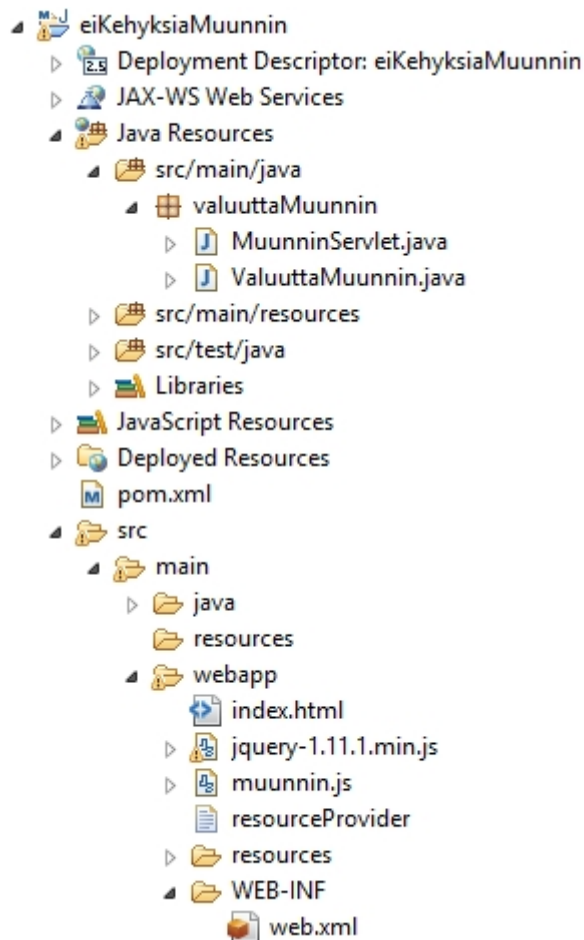 eiKehyksiaMuunnin
Deployment Descriptor: eiKehyksiaMuunnin
JAX-WS Web Services
Java Resources
src/main/java
valuuttaMuunnin
MuunninServlet.java
ValuuttaMuunnin.java
src/main/resources
src/test/java
Libraries
JavaScript Resources
Deployed Resources
pom.xml
src
main
java
resources
webapp
index.html
jquery-1.11.1.min.js
muunnin.js
resourceProvider
resources
WEB-INF
web.xml